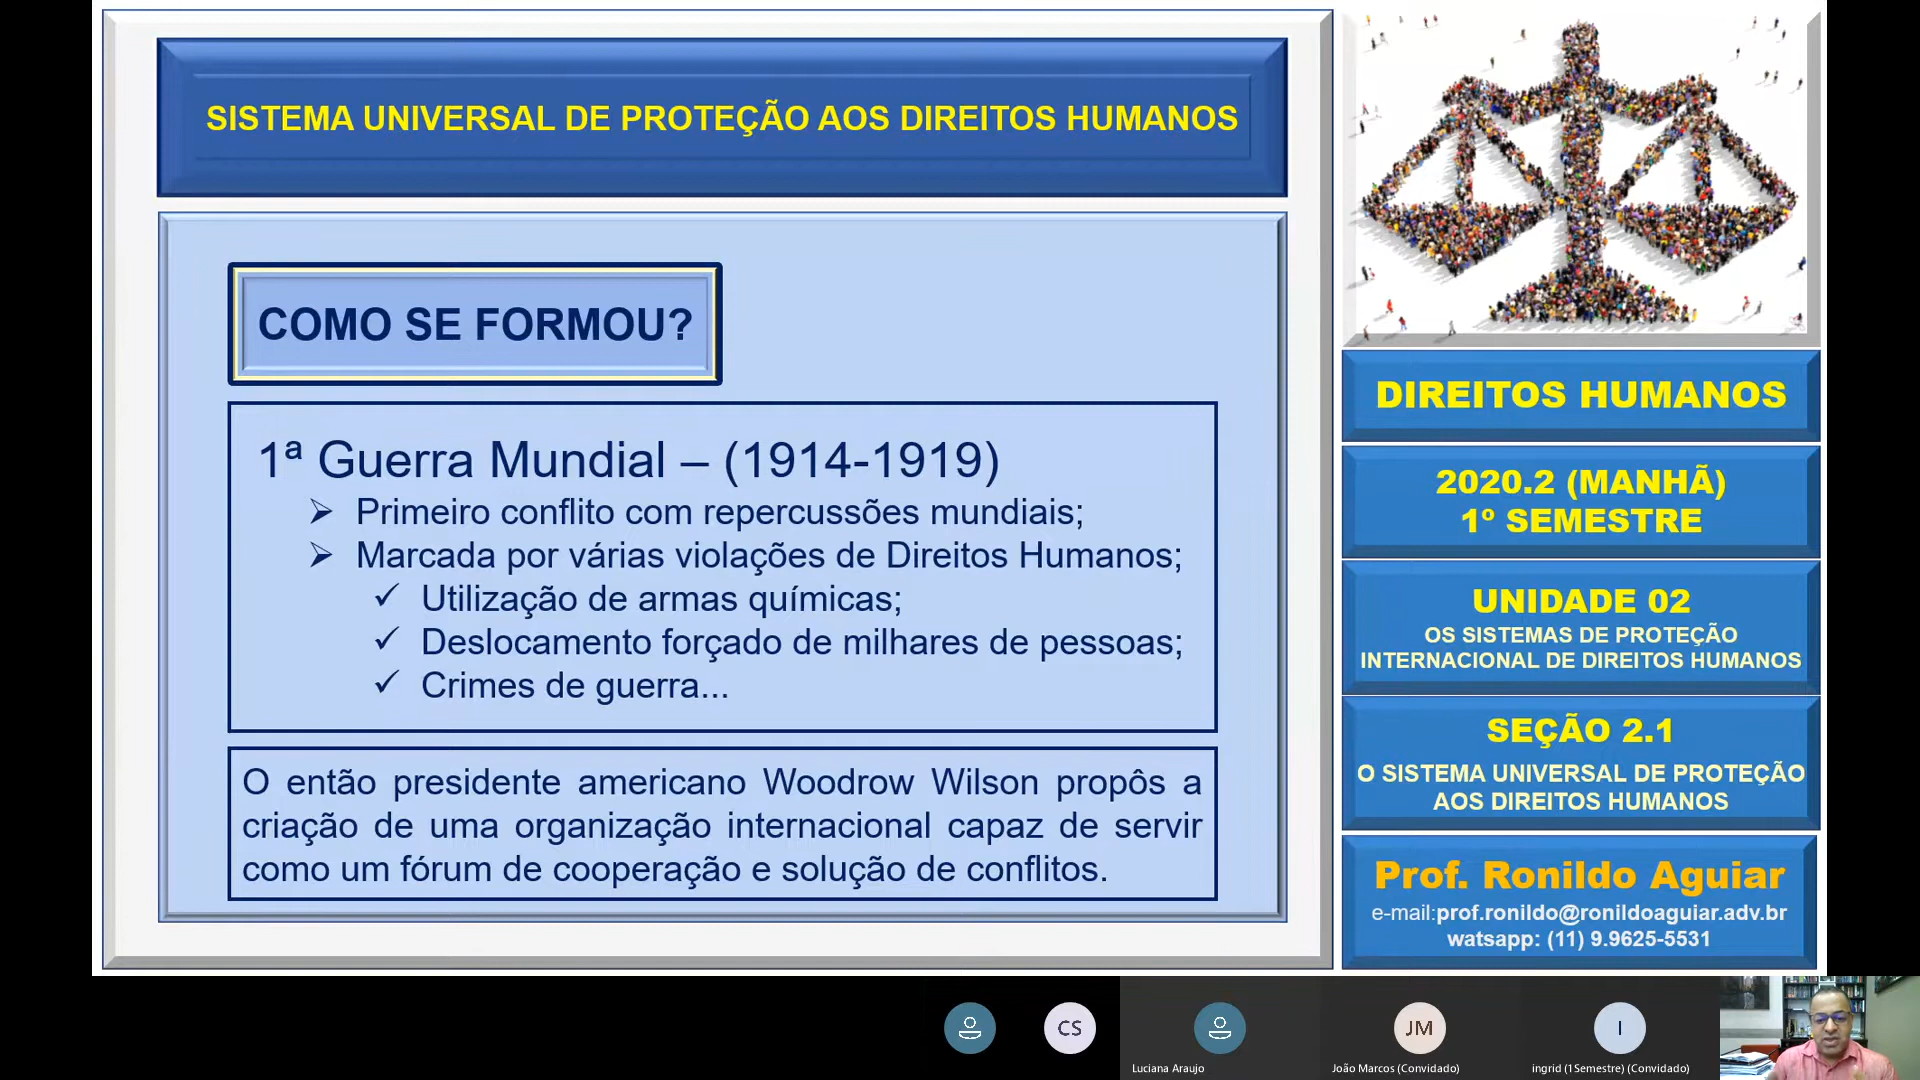 SISTEMA UNIVERSAL DE PROTEÇÃO AOS DIREITOS HUMANOS
COMO SE FORMOU?
1ª Guerra Mundial – (1914-1919)
➢ Primeiro conflito com repercussões mundiais;
➢ Marcada por várias violações de Direitos Humanos;
✓ Utilização de armas químicas;
✓ Deslocamento forçado de milhares de pessoas;
✓ Crimes de guerra...
O então presidente americano Woodrow Wilson propôs a
criação de uma organização internacional capaz de servir
como um fórum de cooperação e solução de conflitos.
DIREITOS HUMANOS
2020.2 (MANHÃ)
1º SEMESTRE
UNIDADE 02
OS SISTEMAS DE PROTEÇÃO
INTERNACIONAL DE DIREITOS HUMANOS
SEÇÃO 2.1
O SISTEMA UNIVERSAL DE PROTEÇÃO
AOS DIREITOS HUMANOS
Prof. Ronildo Aguiar
e-mail:prof.ronildo@ronildoaguiar.adv.br
watsapp: (11) 9.9625-5531
CS
JM
I
Luciana Araujo
João Marcos (Convidado)
ingrid (1Semestre) (Convidado)